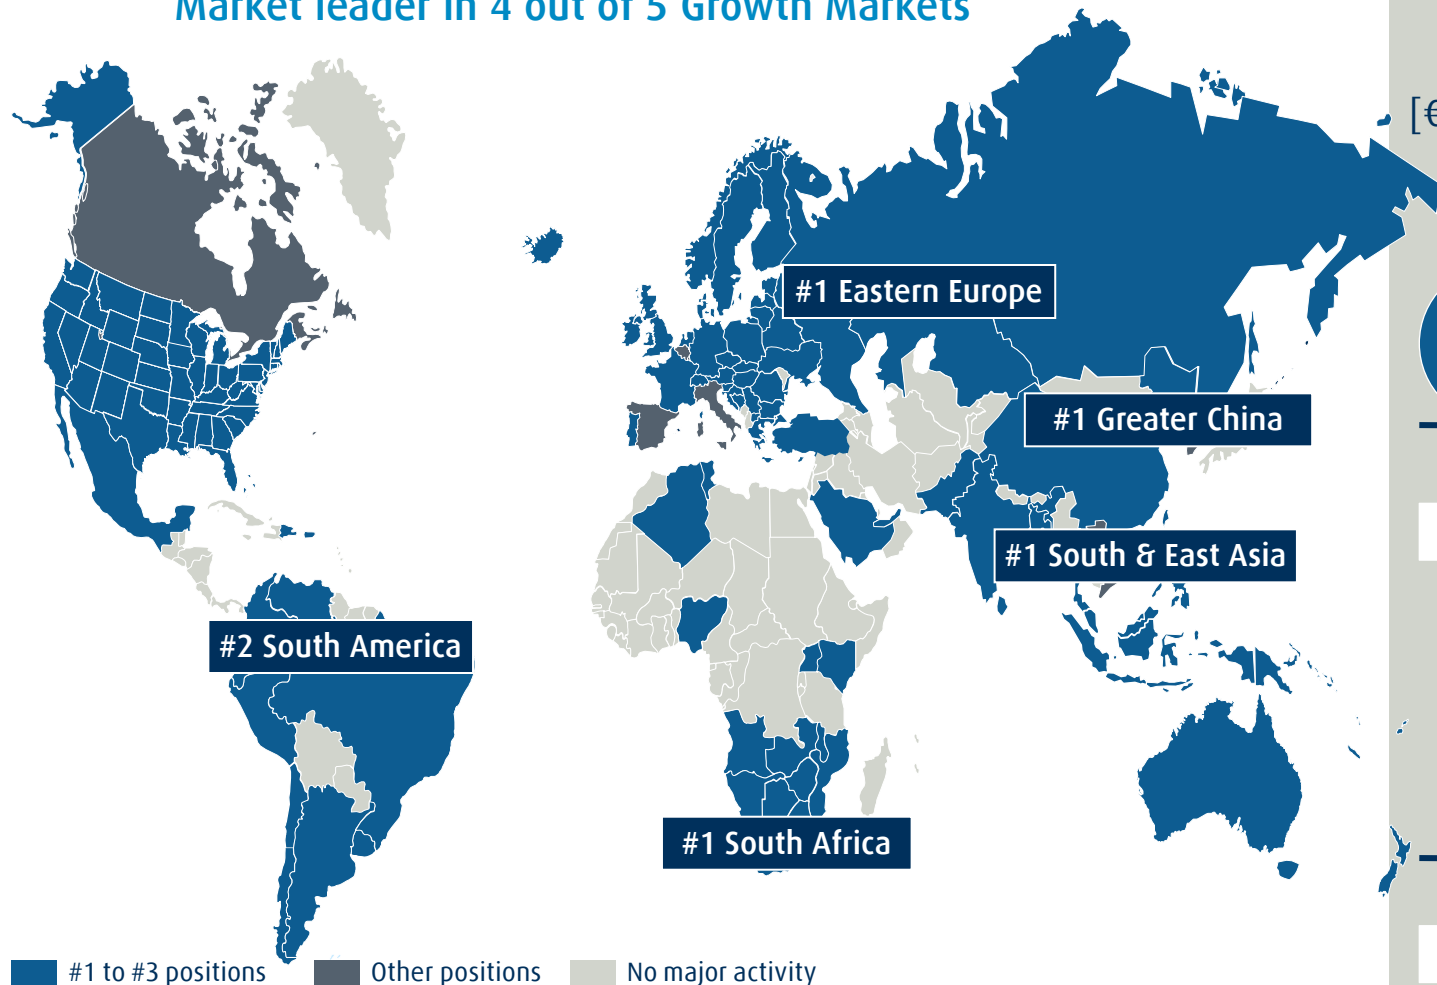 Market leader in 4 out of 5 Growth Markets
[€
#1 Eastern Europe
#1 Greater China
#1 South & East Asia
#2 South America
#1 South Africa
#1 to #3 positions
Other positions
No major activity